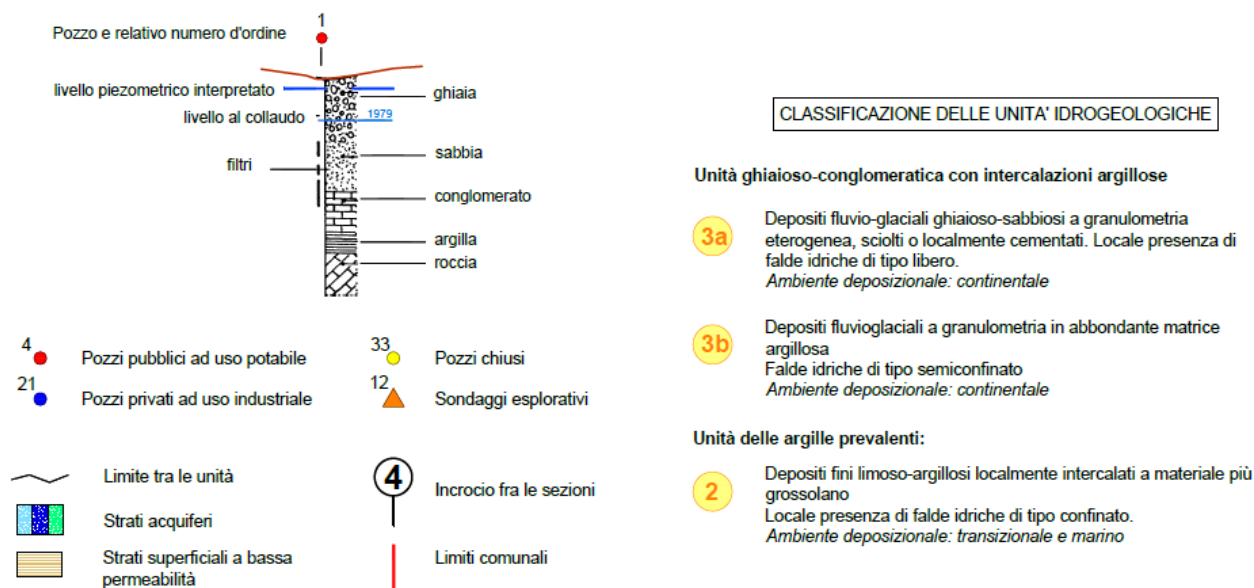 1
Pozzo e relativo numero d'ordine
livello piezometrico interpretato
ghiaia
livello al collaudo
1979
filtri
sabbia
conglomerato
argilla
roccia
4
Pozzi pubblici ad uso potabile
33
Pozzi chiusi
21
Pozzi privati ad uso industriale
12
Sondaggi esplorativi
Limite tra le unità
4
Incrocio fra le sezioni
Strati acquiferi
Strati superficiali a bassa
permeabilità
Limiti comunali
CLASSIFICAZIONE DELLE UNITA' IDROGEOLOGICHE
Unità ghiaioso-conglomeratica con intercalazioni argillose
3a
Depositi fluvio-glaciali ghiaioso-sabbiosi a granulometria
eterogenea, sciolti o localmente cementati. Locale presenza di
falde idriche di tipo libero.
Ambiente deposizionale: continentale
3b
Depositi fluvioglaciali a granulometria in abbondante matrice
argillosa
Falde idriche di tipo semiconfinato
Ambiente deposizionale: continentale
Unità delle argille prevalenti:
2
Depositi fini limoso-argillosi localmente intercalati a materiale più
grossolano
Locale presenza di falde idriche di tipo confinato.
Ambiente deposizionale: transizionale e marino